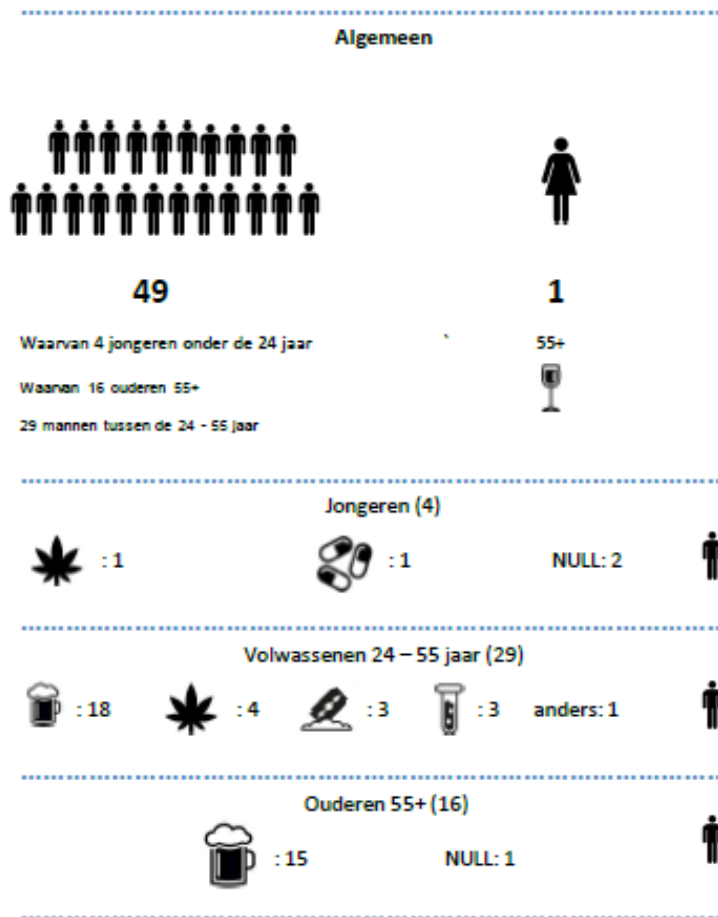 Algemeen
49 1
Waarvan 4 jongeren onder de 24 jaar ` 55+
Waarvan 16 ouderen 55+
29 mannen tussen de 24 - 55 jaar
Jongeren (4)
: 1 : 1 NULL: 2
Volwassenen 24 – 55 jaar (29)
: 18 : 4 : 3 : 3 anders: 1
Ouderen 55+ (16)
: 15 NULL: 1